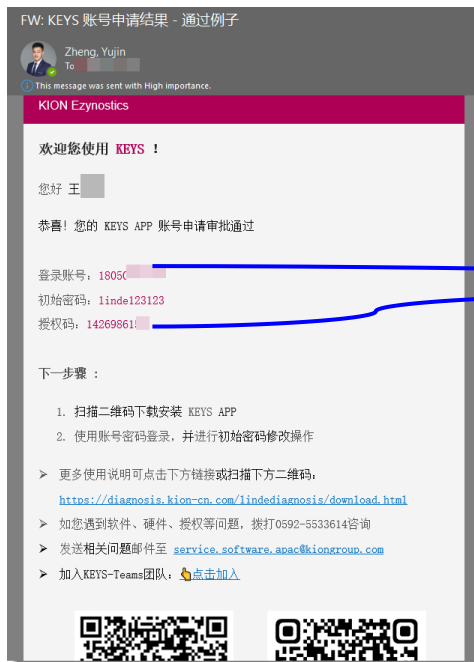 FW: KEYS 账号申请结果 - 通过例子
Zheng, Yujin
To
This message was sent with High importance.
KION Ezynostics
欢迎您使用 KEYS ！
您好 王
恭喜！您的 KEYS APP 账号申请审批通过
登录账号：1805
初始密码：linde123123
授权码：14269861
下一步骤 ：
1. 扫描二维码下载安装 KEYS APP
2. 使用账号密码登录，并进行初始密码修改操作
➢ 更多使用说明可点击下方链接或扫描下方二维码：
https://diagnosis.kion-cn.com/lindediagnosis/download.html
➢ 如您遇到软件、硬件、授权等问题，拨打0592-5533614咨询
➢ 发送相关问题邮件至 service.software.apac@kiongroup.com
➢ 加入KEYS-Teams团队：👆点击加入